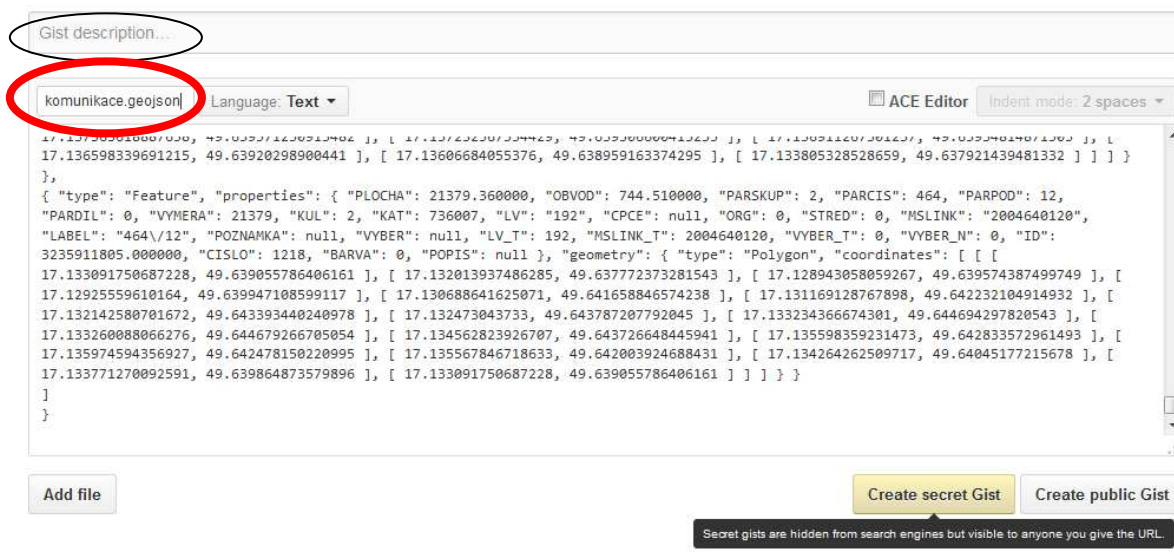 Gist description...
komunikace.geojson Language: Text ACE Editor Indent mode: 2 spaces
17.136598339691215, 49.63920298900441 ], [ 17.13606684055376, 49.638959163374295 ], [ 17.133805328528659, 49.637921439481332 ] ] ] }
},
{ "type": "Feature", "properties": { "PLOCHA": 21379.360000, "OBVOD": 744.510000, "PARSKUP": 2, "PARCIS": 464, "PARPOD": 12,
"PARDIL": 0, "VYMERA": 21379, "KUL": 2, "KAT": 736007, "LV": "192", "CPCE": null, "ORG": 0, "STRED": 0, "MSLINK": "2004640120",
"LABEL": "464\/12", "POZNAMKA": null, "VYBER": null, "LV_T": 192, "MSLINK_T": 2004640120, "VYBER_T": 0, "VYBER_N": 0, "ID":
3235911805.000000, "CISLO": 1218, "BARVA": 0, "POPIS": null }, "geometry": { "type": "Polygon", "coordinates": [ [ [
17.133091750687228, 49.639055786406161 ], [ 17.132013937486285, 49.637772373281543 ], [ 17.128943058059267, 49.639574387499749 ], [
17.12925559610164, 49.639947108599117 ], [ 17.130688641625071, 49.641658846574238 ], [ 17.131169128767898, 49.642232104914932 ], [
17.132142580701672, 49.643393440240978 ], [ 17.132473043733, 49.643787207792045 ], [ 17.133234366674301, 49.644694297820543 ], [
17.133260088066276, 49.644679266705054 ], [ 17.134562823926707, 49.643726648445941 ], [ 17.135598359231473, 49.642833572961493 ], [
17.135974594356927, 49.642478150220995 ], [ 17.135567846718633, 49.642003924688431 ], [ 17.134264262509717, 49.64045177215678 ], [
17.133771270092591, 49.639864873579896 ], [ 17.133091750687228, 49.639055786406161 ] ] ] } }
]
}
Add file Create secret Gist Create public Gist
Secret gists are hidden from search engines but visible to anyone you give the URL.